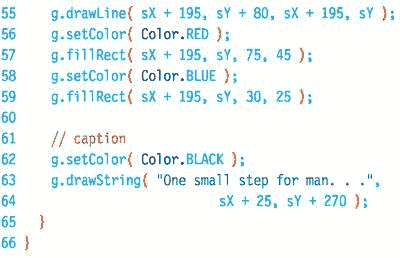 55 g.drawLine( sX + 195, sY + 80, sX + 195, sY );
56 g.setColor( Color.RED );
57 g.fillRect( sX + 195, sY, 75, 45 );
58 g.setColor( Color.BLUE );
59 g.fillRect( sX + 195, sY, 30, 25 );
60
61 // caption
62 g.setColor( Color.BLACK );
63 g.drawString( "One small step for man. . .",
64 sX + 25, sY + 270 );
65 }
66 }